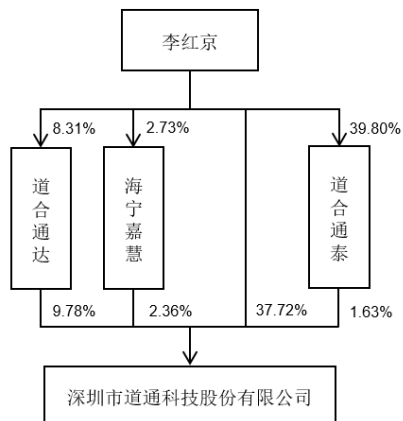 李红京
8.31% 2.73% 39.80%
道合通达
海宁嘉慧
道合通泰
9.78% 2.36% 37.72% 1.63%
深圳市道通科技股份有限公司